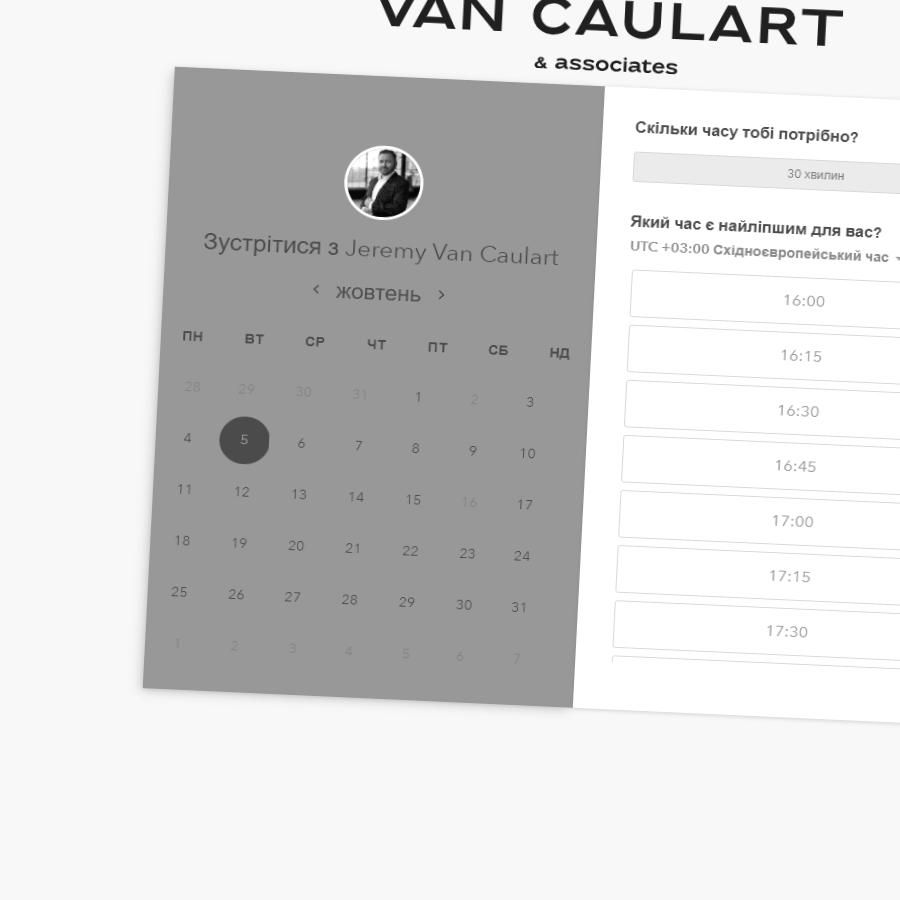 VAN CAULART
& associates
Зустрітися з Jeremy Van Caulart
жовтень
ПН ВТ СР ЧТ ПТ СБ НД
28 29 30 31 1 2 3
4 5 6 7 8 9 10
11 12 13 14 15 16 17
18 19 20 21 22 23 24
25 26 27 28 29 30 31
1 2 3 4 5 6 7
Скільки часу тобі потрібно?
30 хвилин
Який час є найліпшим для вас?
UTC +03:00 Східноєвропейський час
16:00
16:15
16:30
16:45
17:00
17:15
17:30